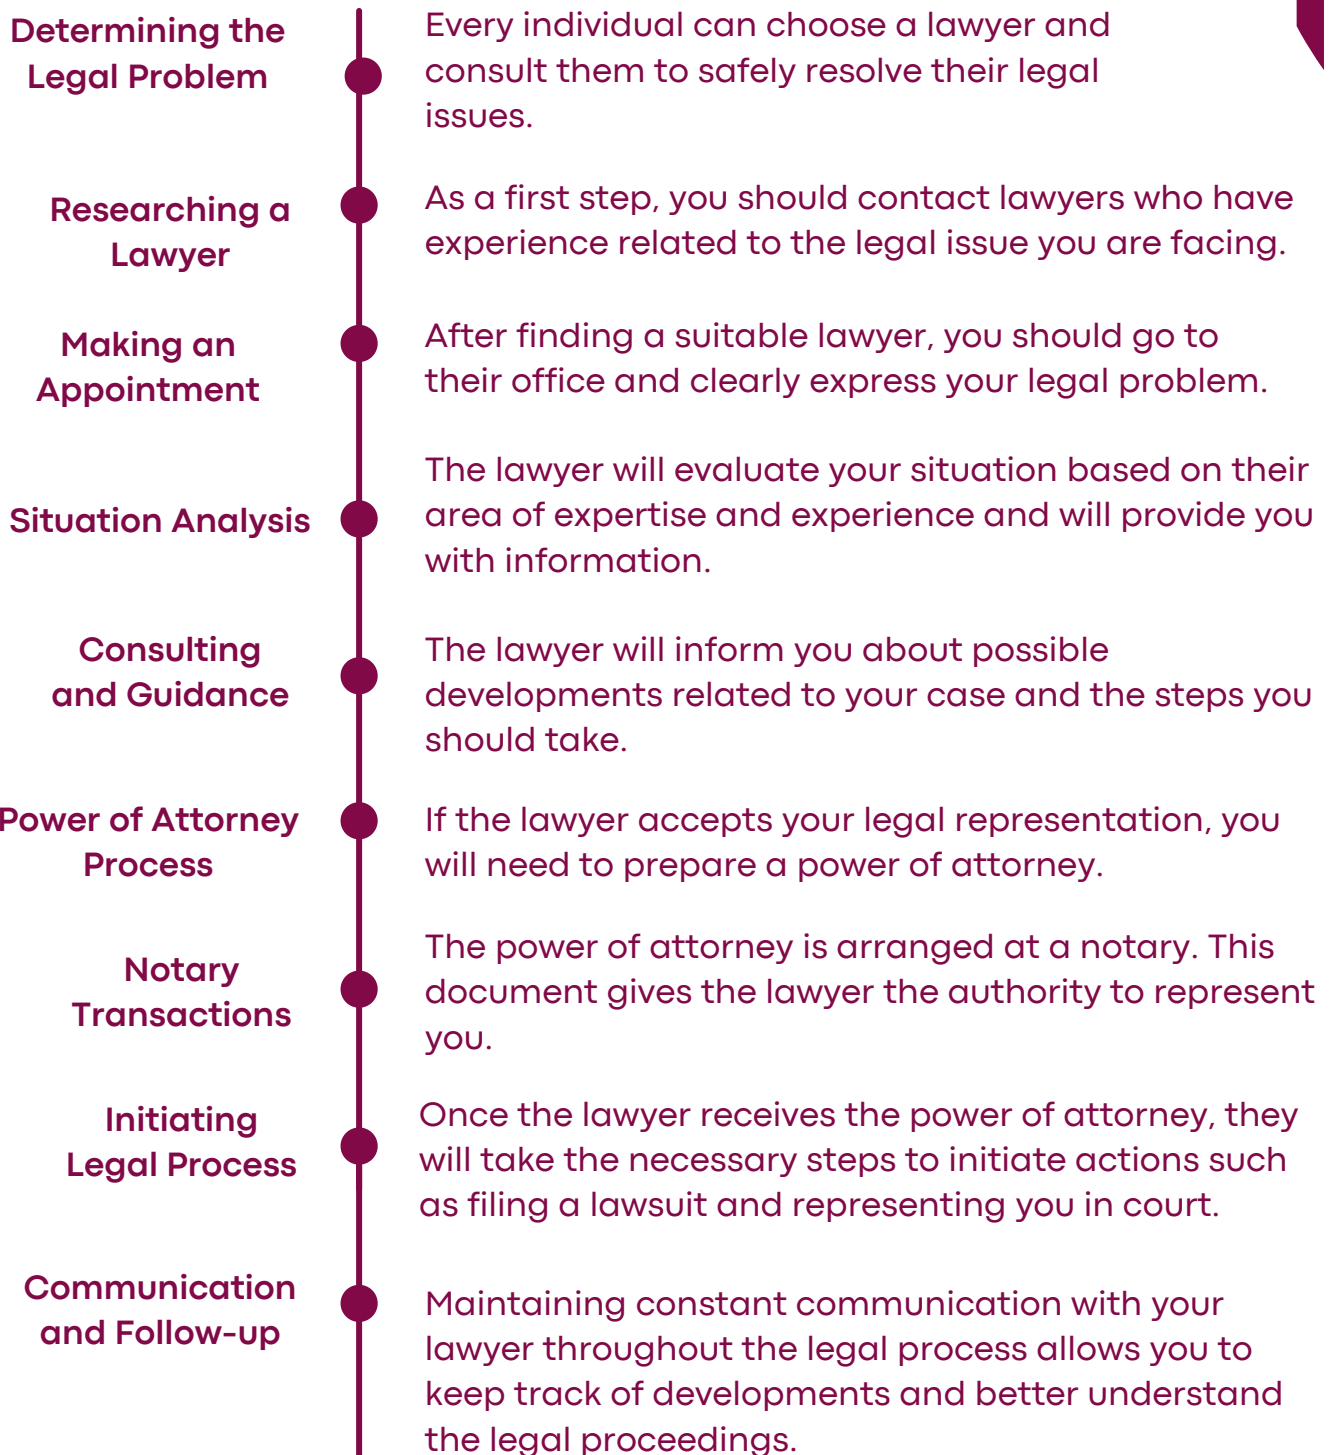 Determining the
Legal Problem
Every individual can choose a lawyer and
consult them to safely resolve their legal
issues.
Researching a
Lawyer
As a first step, you should contact lawyers who have
experience related to the legal issue you are facing.
Making an
Appointment
After finding a suitable lawyer, you should go to
their office and clearly express your legal problem.
Situation Analysis
The lawyer will evaluate your situation based on their
area of expertise and experience and will provide you
with information.
Consulting
and Guidance
The lawyer will inform you about possible
developments related to your case and the steps you
should take.
Power of Attorney
Process
If the lawyer accepts your legal representation, you
will need to prepare a power of attorney.
Notary
Transactions
The power of attorney is arranged at a notary. This
document gives the lawyer the authority to represent
you.
Initiating
Legal Process
Once the lawyer receives the power of attorney, they
will take the necessary steps to initiate actions such
as filing a lawsuit and representing you in court.
Communication
and Follow-up
Maintaining constant communication with your
lawyer throughout the legal process allows you to
keep track of developments and better understand
the legal proceedings.